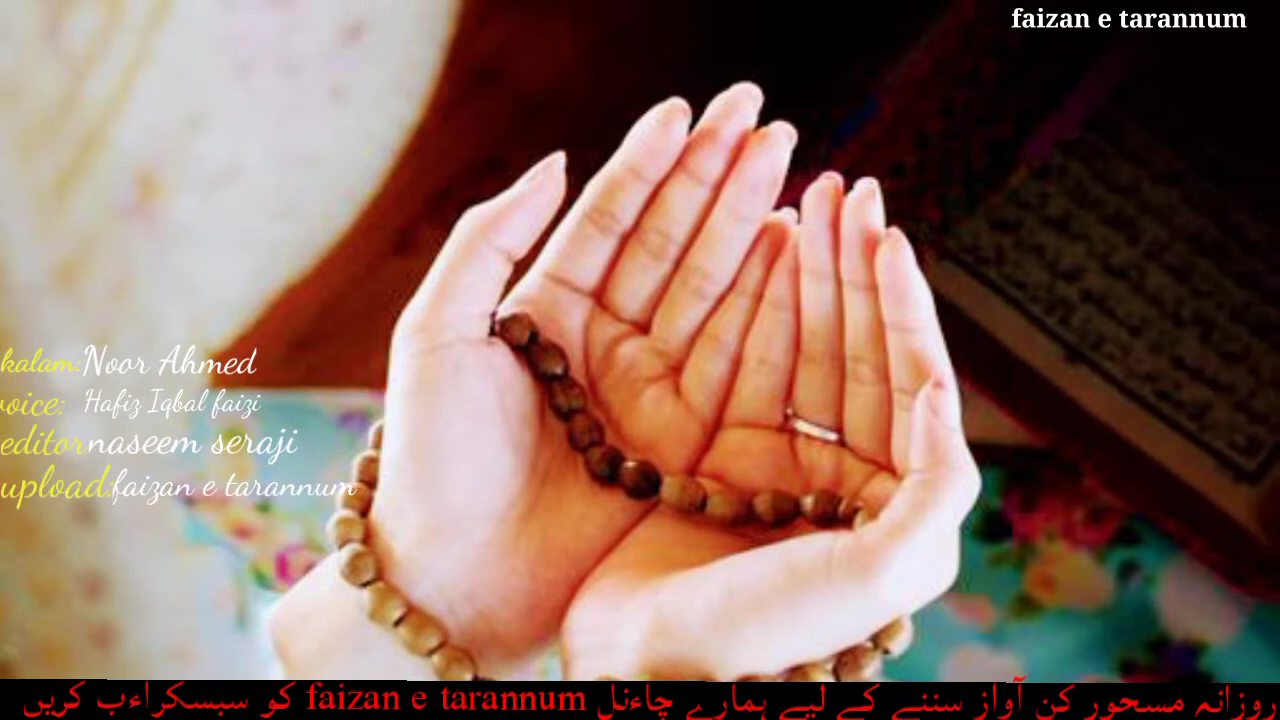 faizan e tarannum
kalam: Noor Ahmed
voice: Hafiz Iqbal faizi
editor naseem seraji
upload: faizan e tarannum
روزانہ مسحور کن آواز سننے کے لیے ہمارے چاءنل faizan e tarannum کو سبسکراءب کریں